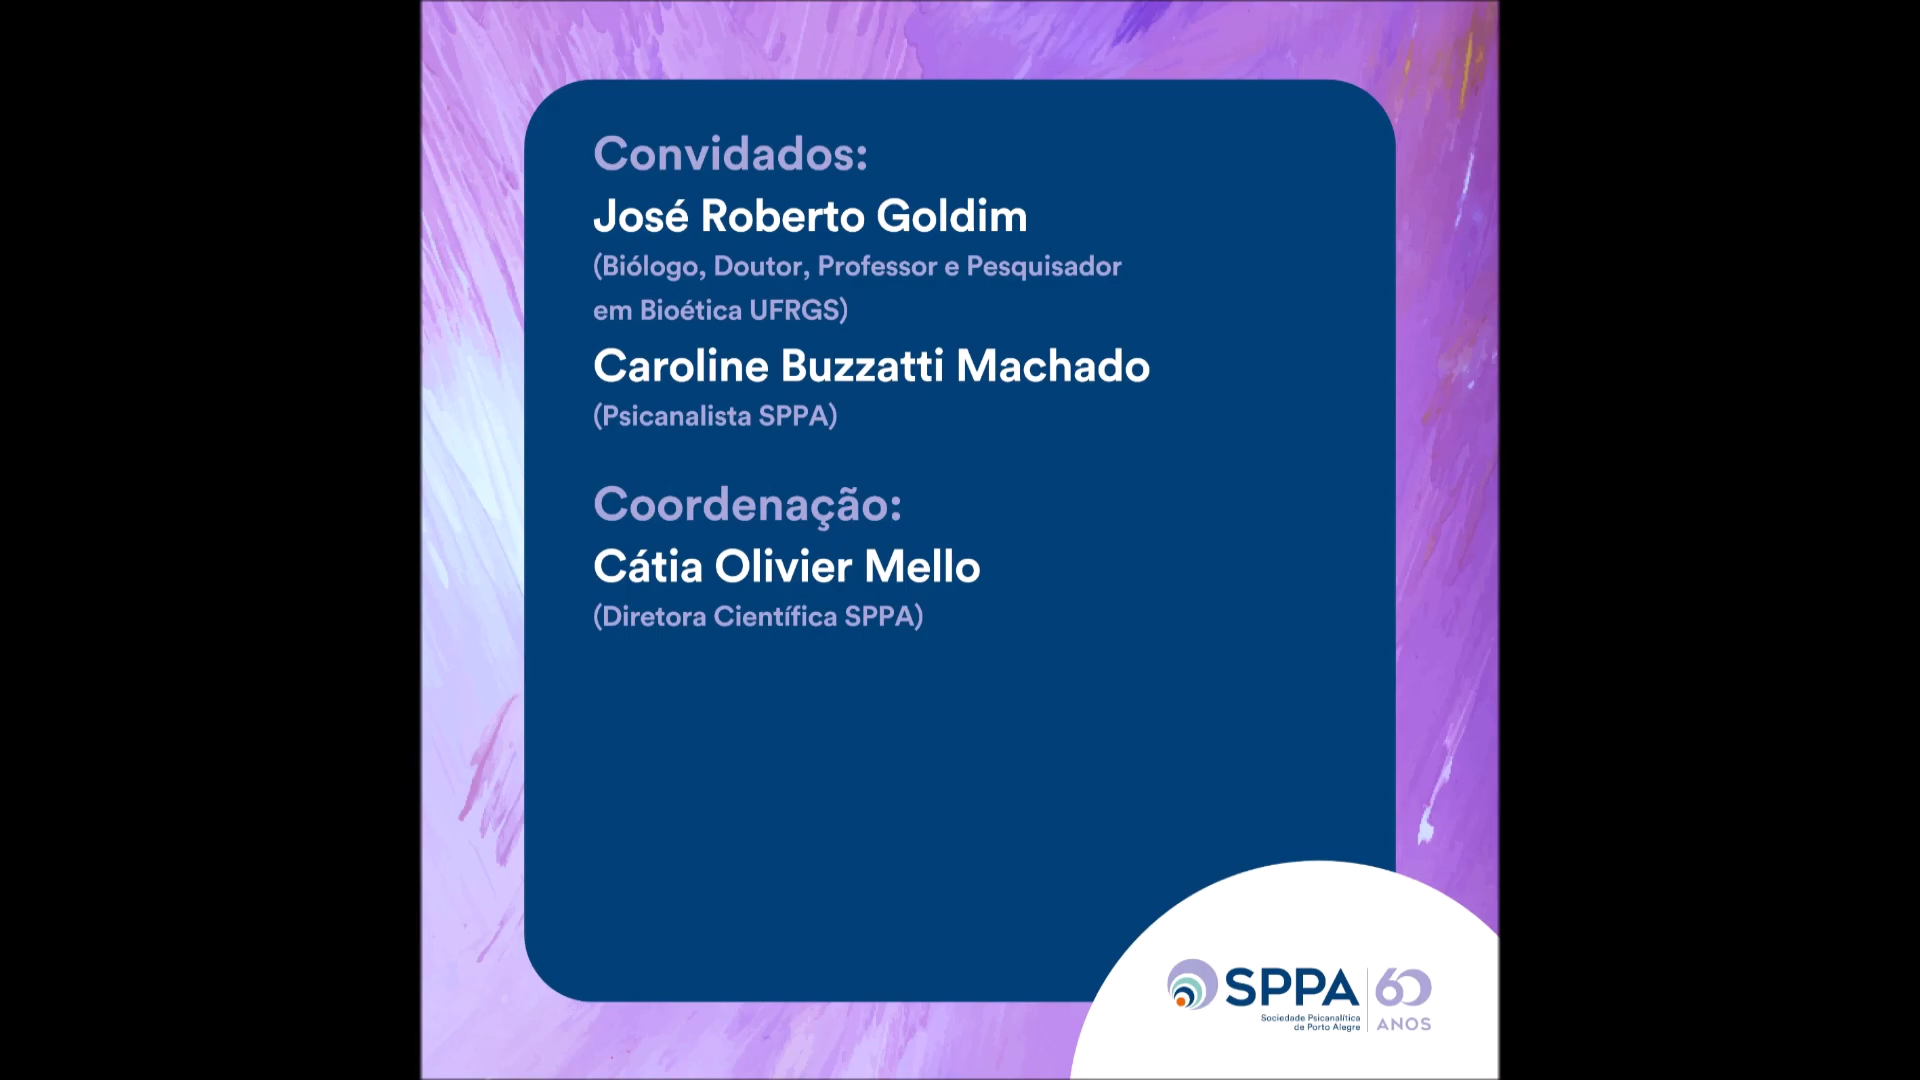 Convidados:
José Roberto Goldim
(Biólogo, Doutor, Professor e Pesquisador
em Bioética UFRGS)
Caroline Buzzatti Machado
(Psicanalista SPPA)
Coordenação:
Cátia Olivier Mello
(Diretora Científica SPPA)
SPPA
Sociedade Psicanalítica
de Porto Alegre
60
ANOS